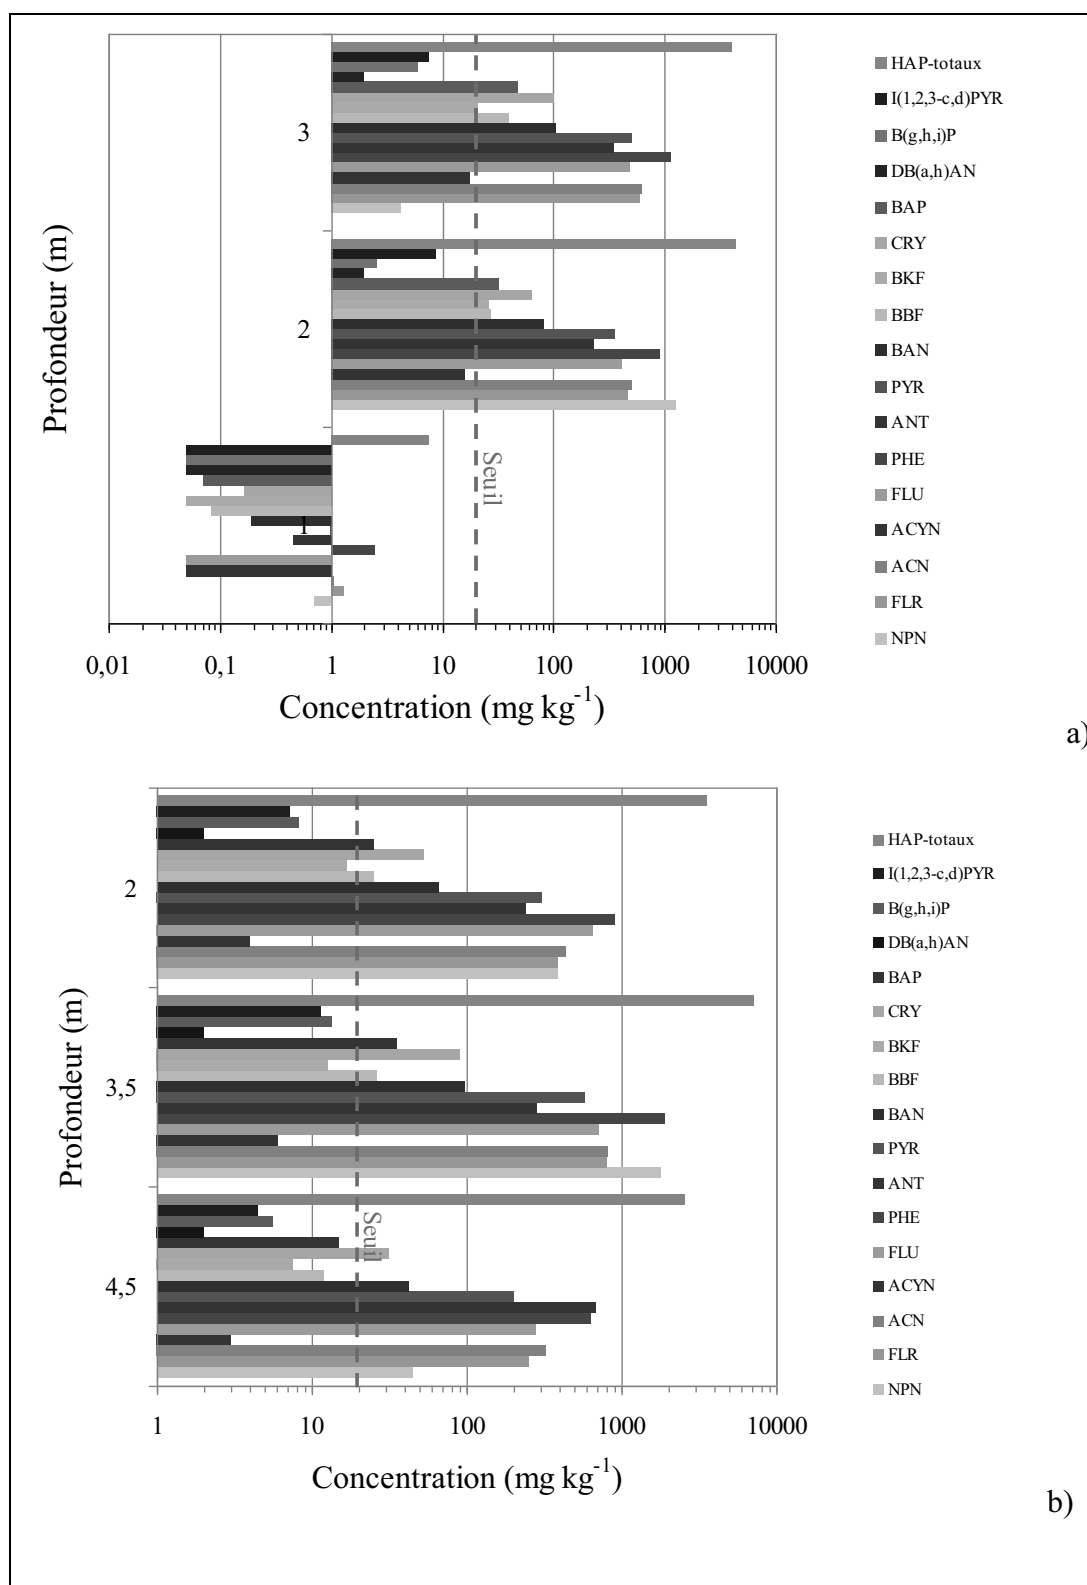 Profondeur (m)
3
2
1
Seuil
0,01
0,1
1
10
100
1000
10000
Concentration (mg kg⁻¹)
HAP-totaux
I(1,2,3-c,d)PYR
B(g,h,i)P
DB(a,h)AN
BAP
CRY
BKF
BBF
BAN
PYR
ANT
PHE
FLU
ACYN
ACN
FLR
NPN
a)
Profondeur (m)
2
3,5
4,5
Seuil
1
10
100
1000
10000
Concentration (mg kg⁻¹)
HAP-totaux
I(1,2,3-c,d)PYR
B(g,h,i)P
DB(a,h)AN
BAP
CRY
BKF
BBF
BAN
PYR
ANT
PHE
FLU
ACYN
ACN
FLR
NPN
b)